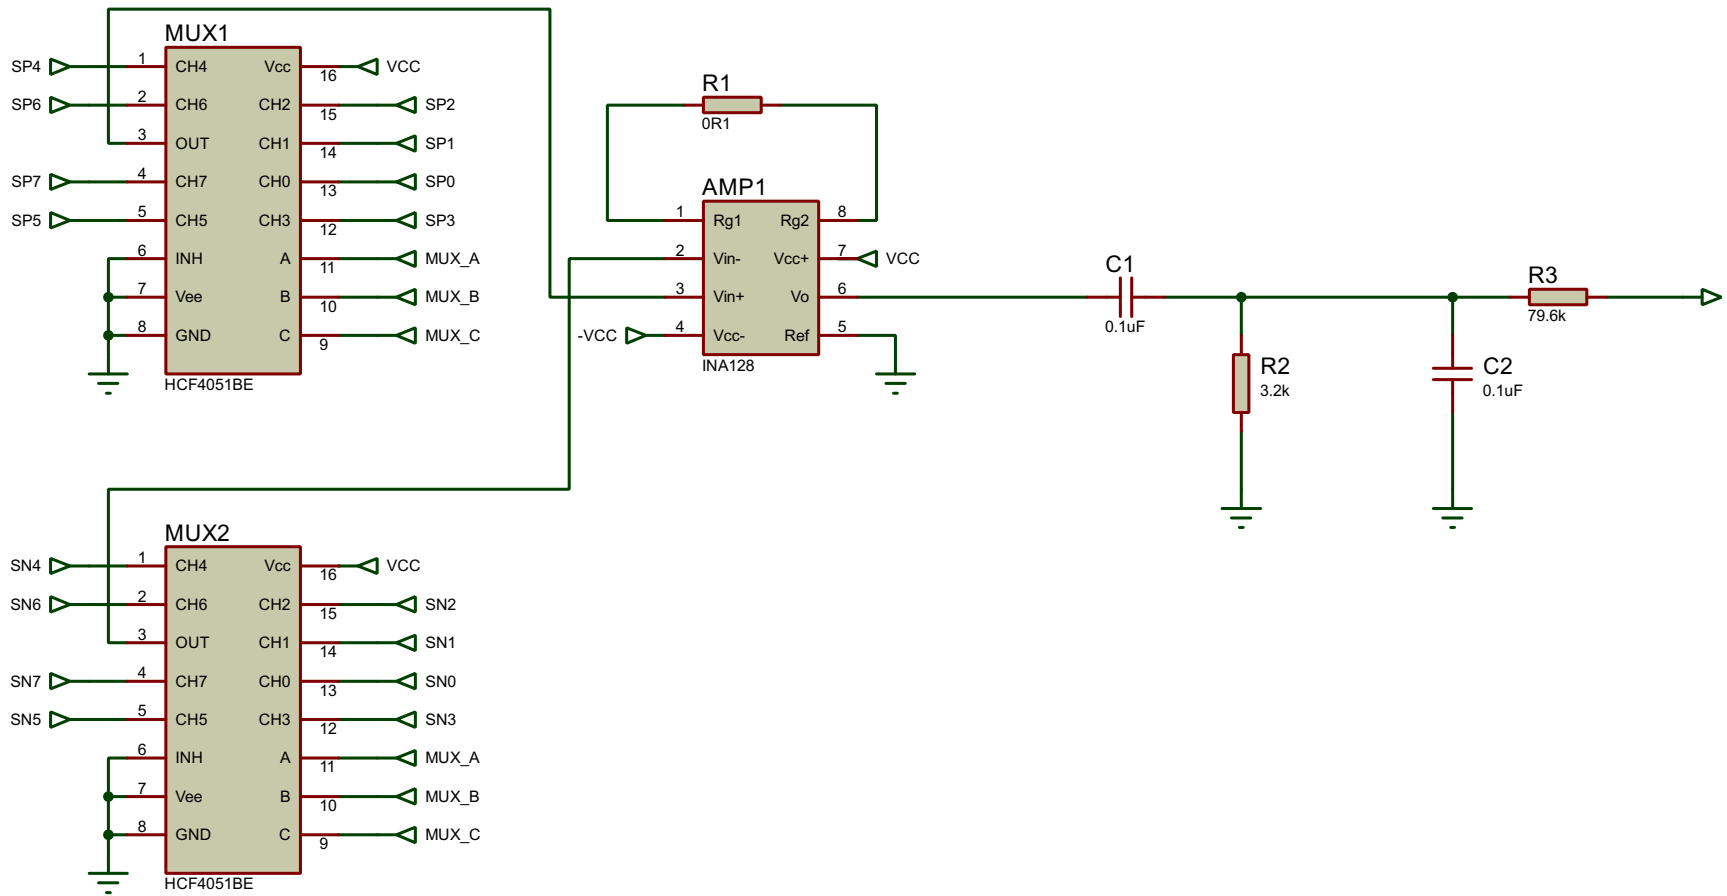 MUX1
SP4 1 CH4 Vcc 16 VCC
SP6 2 CH6 CH2 15 SP2
3 OUT CH1 14 SP1
SP7 4 CH7 CH0 13 SP0
SP5 5 CH5 CH3 12 SP3
6 INH A 11 MUX_A
7 Vee B 10 MUX_B
8 GND C 9 MUX_C
HCF4051BE
R1
0R1
AMP1
1 Rg1 Rg2 8
2 Vin- Vcc+ 7 VCC
3 Vin+ Vo 6
-VCC 4 Vcc- Ref 5
INA128
C1
0.1uF
R2
3.2k
C2
0.1uF
R3
79.6k
MUX2
SN4 1 CH4 Vcc 16 VCC
SN6 2 CH6 CH2 15 SN2
3 OUT CH1 14 SN1
SN7 4 CH7 CH0 13 SN0
SN5 5 CH5 CH3 12 SN3
6 INH A 11 MUX_A
7 Vee B 10 MUX_B
8 GND C 9 MUX_C
HCF4051BE